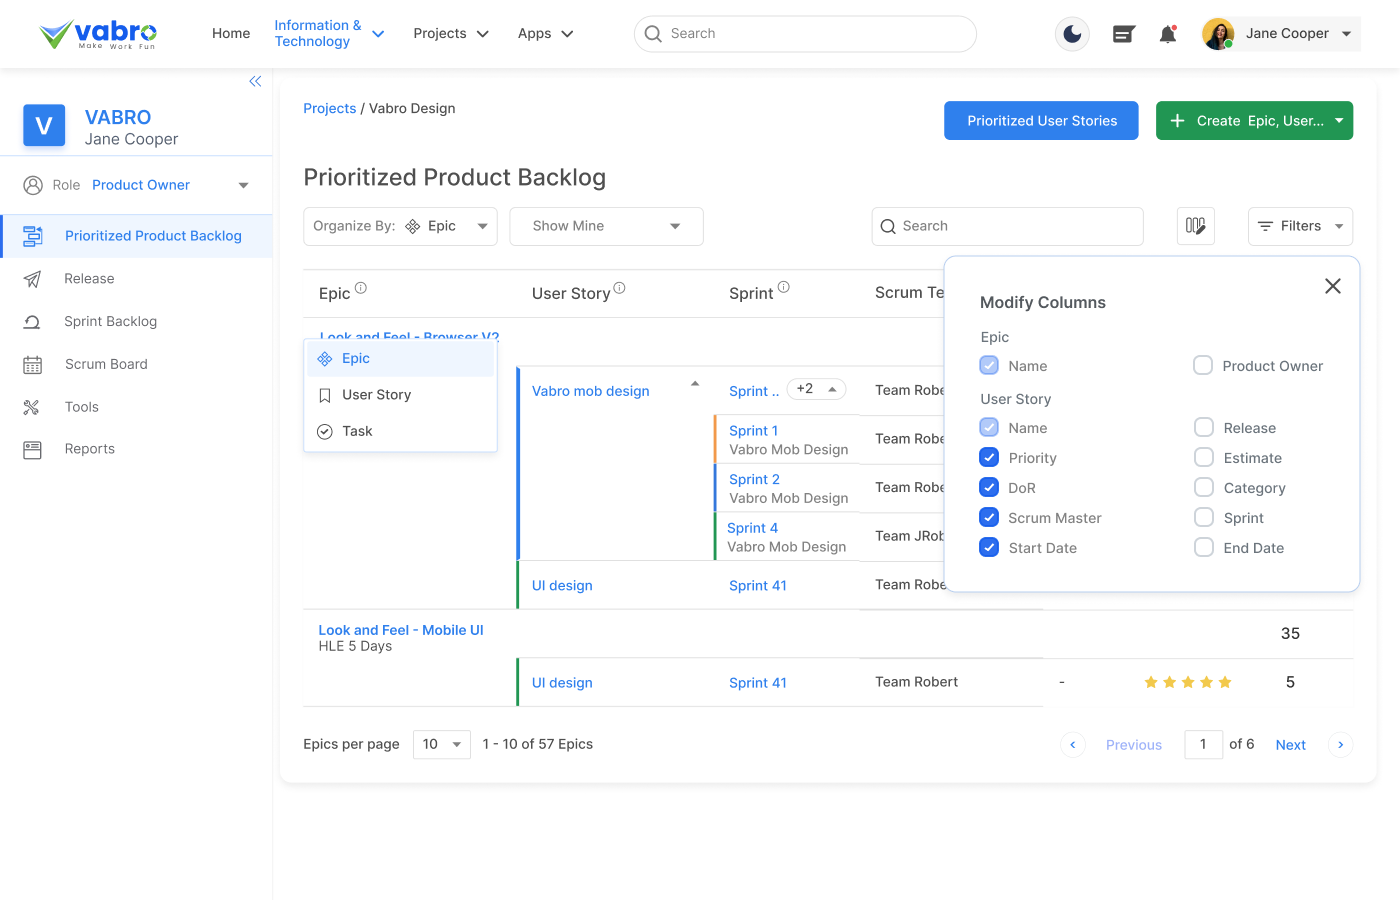 vabro
Make Work Fun
Home
Information &
Technology
Projects
Apps
Search
Jane Cooper
V
VABRO
Jane Cooper
Role Product Owner
Prioritized Product Backlog
Release
Sprint Backlog
Scrum Board
Tools
Reports
Projects / Vabro Design
Prioritized User Stories
+ Create Epic, User...
Prioritized Product Backlog
Organize By: Epic
Show Mine
Search
Filters
Epic
User Story
Sprint
Scrum Te
Look and Feel - Browser V2
Epic
User Story
Task
Vabro mob design
Sprint ..
+2
Team Robe
Sprint 1
Vabro Mob Design
Team Robe
Sprint 2
Vabro Mob Design
Team Robe
Sprint 4
Vabro Mob Design
Team JRob
UI design
Sprint 41
Team Robe
Modify Columns
Epic
Name
Product Owner
User Story
Name
Release
Priority
Estimate
DoR
Category
Scrum Master
Sprint
Start Date
End Date
Look and Feel - Mobile UI
HLE 5 Days
35
UI design
Sprint 41
Team Robert
-
5
Epics per page 10 1 - 10 of 57 Epics
Previous 1 of 6 Next